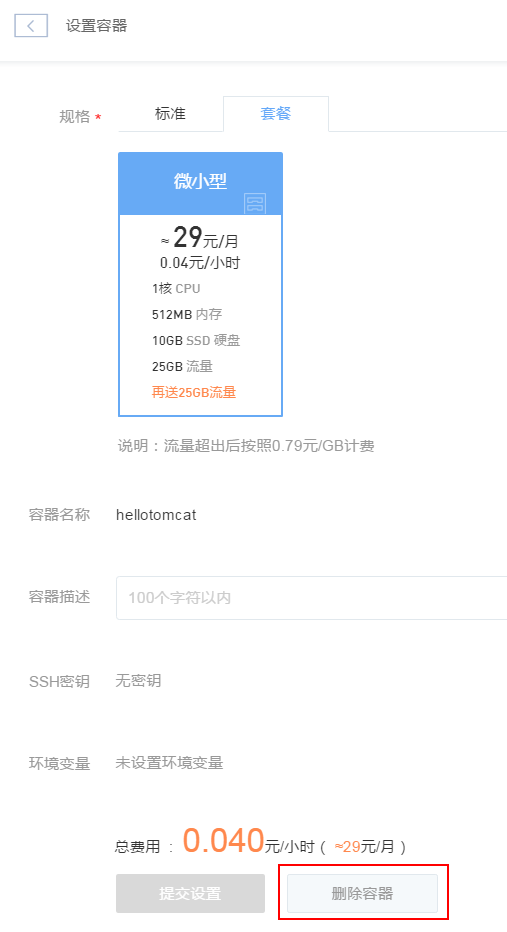 设置容器
规格 * 标准 套餐
微小型
≈ 29元/月
0.04元/小时
1核 CPU
512MB 内存
10GB SSD 硬盘
25GB 流量
再送25GB流量
说明：流量超出后按照0.79元/GB计费
容器名称 hellotomcat
容器描述 100个字符以内
SSH密钥 无密钥
环境变量 未设置环境变量
总费用 : 0.040元/小时 ( ≈29元/月 )
提交设置 删除容器